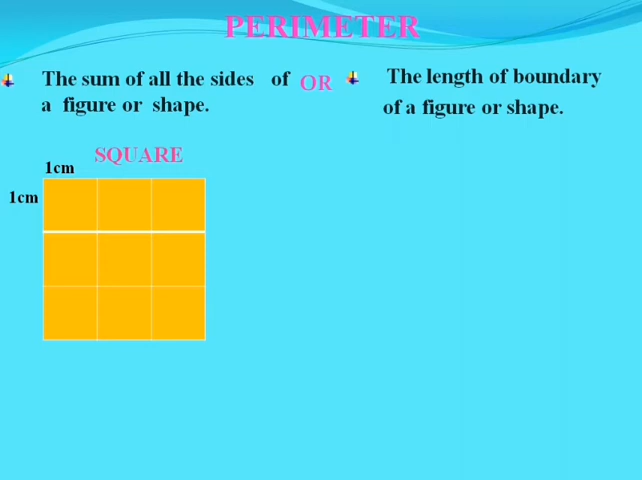 PERIMETER
The sum of all the sides of
a figure or shape.
OR
The length of boundary
of a figure or shape.
SQUARE
1cm
1cm